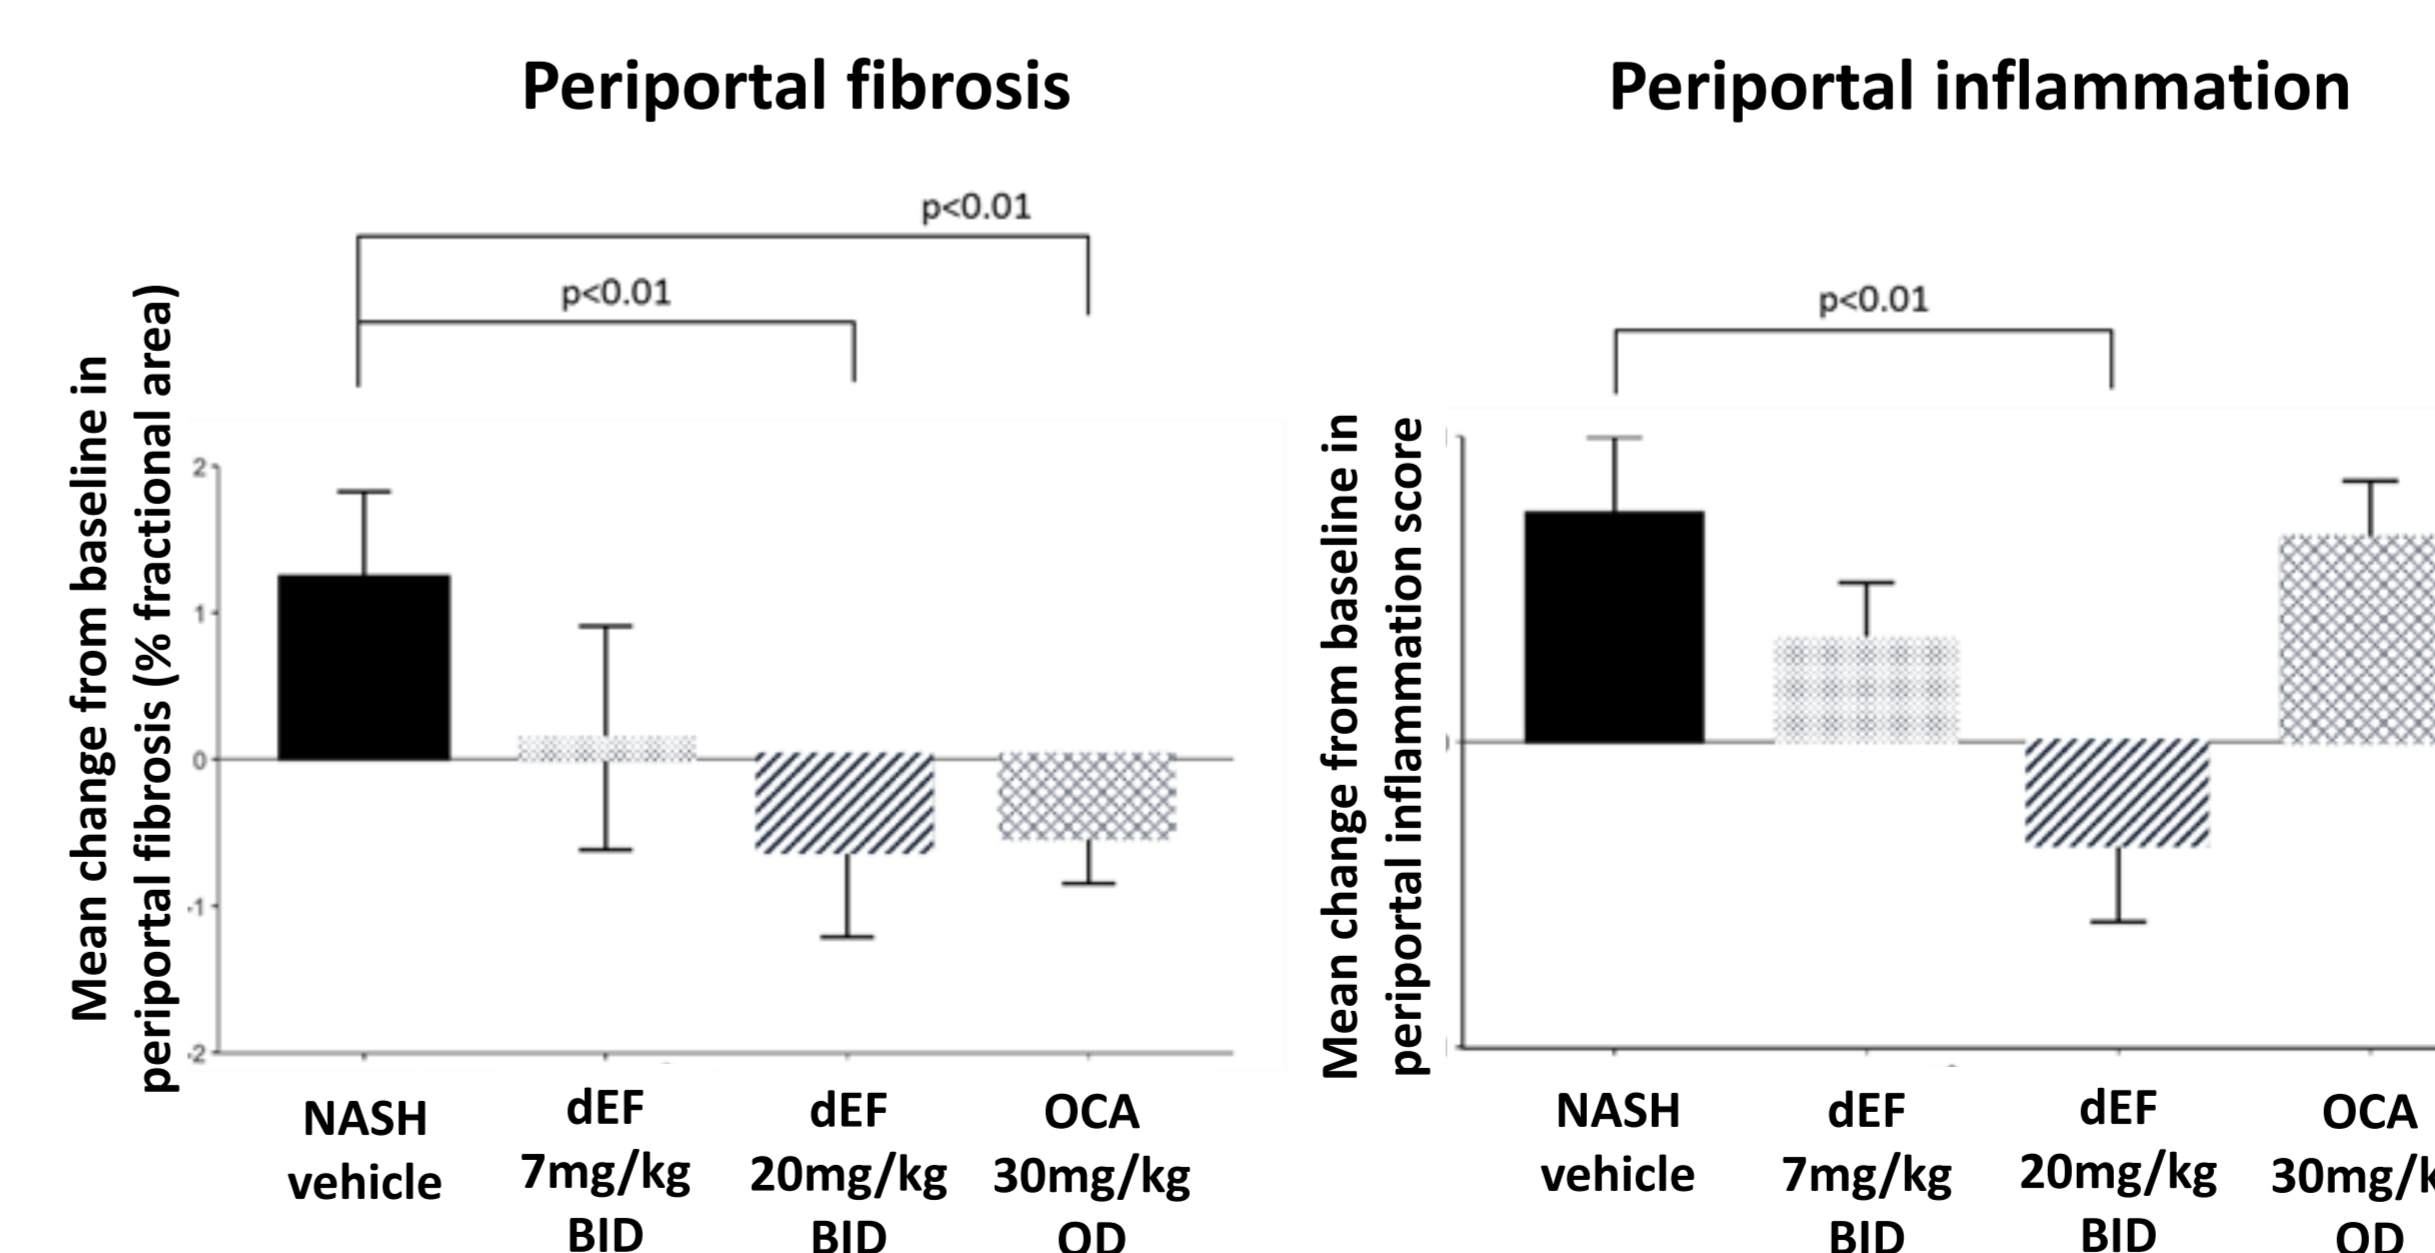 Periportal fibrosis
p<0.01
p<0.01
Mean change from baseline in
periportal fibrosis (% fractional area)
2
1
0
-1
-2
NASH
vehicle
dEF
7mg/kg
BID
dEF
20mg/kg
BID
OCA
30mg/kg
OD
Periportal inflammation
p<0.01
Mean change from baseline in
periportal inflammation score
NASH
vehicle
dEF
7mg/kg
BID
dEF
20mg/kg
BID
OCA
30mg/k
OD